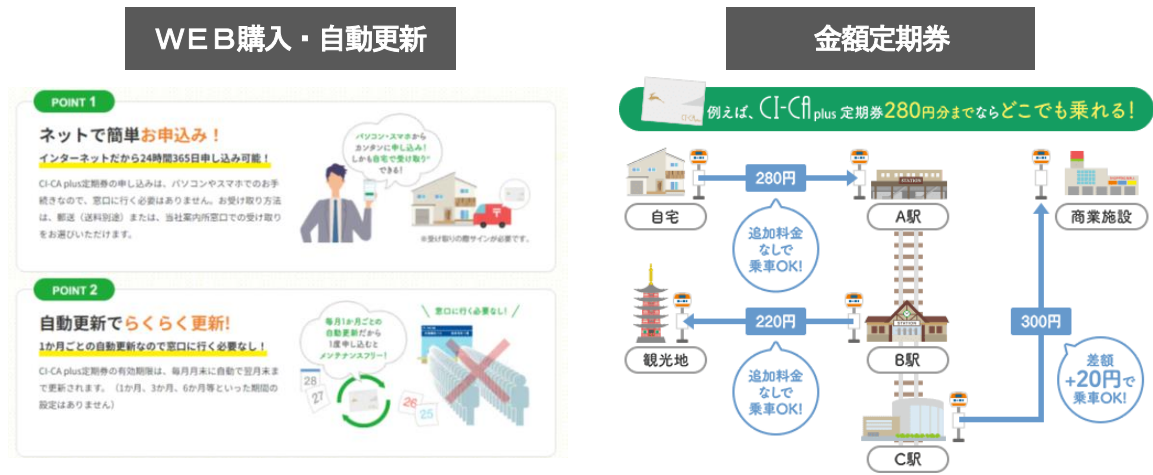 ＷＥＢ購入・自動更新
POINT 1
ネットで簡単お申込み！
インターネットだから24時間365日申し込み可能！
CI-CA plus定期券の申し込みは、パソコンやスマホでのお手
続きなので、窓口に行く必要はありません。お受け取り方法
は、郵送（送料別途）または、当社案内所窓口での受け取り
をお選びいただけます。
パソコン・スマホから
カンタンに申し込み！
しかも自宅で受け取り*
できる！
※受け取りの際サインが必要です。
POINT 2
自動更新でらくらく更新!
1か月ごとの自動更新なので窓口に行く必要なし！
CI-CA plus定期券の有効期限は、毎月月末に自動で翌月末ま
で更新されます。（1か月、3か月、6か月等といった期間の
設定はありません）
毎月1か月ごとの
自動更新だから
1度申し込むと
メンテナンスフリー！
28
27
26
25
窓口に行く必要なし！
金額定期券
例えば、CI-CA plus 定期券280円分までならどこでも乗れる！
自宅
280円
STATION
A駅
追加料金
なしで
乗車OK!
商業施設
観光地
220円
STATION
B駅
追加料金
なしで
乗車OK!
300円
差額
+20円で
乗車OK!
C駅